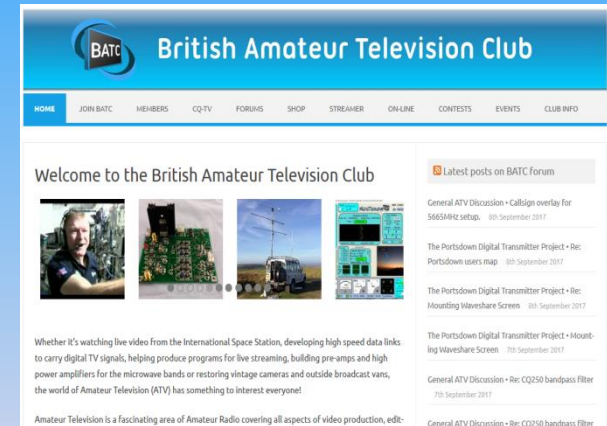 BATC
British Amateur Television Club
HOME JOIN BATC MEMBERS CQ-TV FORUMS SHOP STREAMER ON-LINE CONTESTS EVENTS CLUB INFO
Welcome to the British Amateur Television Club
Whether it's watching live video from the International Space Station, developing high speed data links
to carry digital TV signals, helping produce programs for live streaming, building pre-amps and high
power amplifiers for the microwave bands or restoring vintage cameras and outside broadcast vans,
the world of Amateur Television (ATV) has something to interest everyone!
Amateur Television is a fascinating area of Amateur Radio covering all aspects of video production, edit-
Latest posts on BATC forum
General ATV Discussion • Callsign overlay for
5665MHz setup. 8th September 2017
The Portsdown Digital Transmitter Project • Re:
Portsdown users map 8th September 2017
The Portsdown Digital Transmitter Project • Re:
Mounting Waveshare Screen 8th September 2017
The Portsdown Digital Transmitter Project • Mount-
ing Waveshare Screen 7th September 2017
General ATV Discussion • Re: CQ250 bandpass filter
7th September 2017
General ATV Discussion • Re: CQ250 bandpass filter